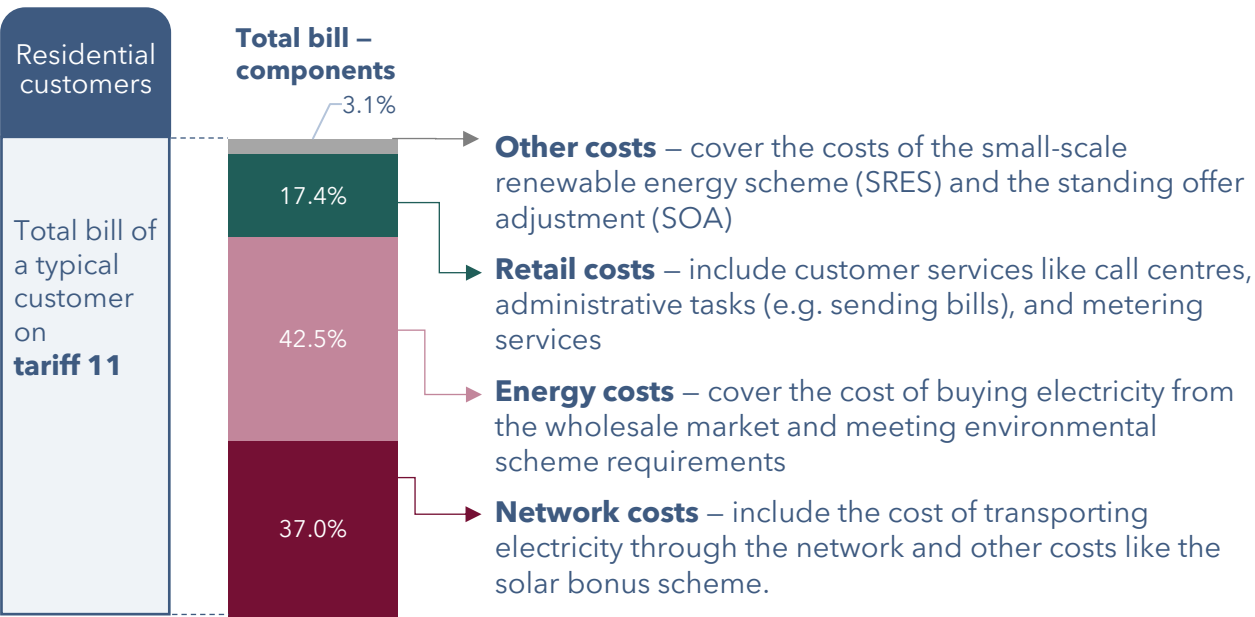 Residential
customers
Total bill of
a typical
customer
on
tariff 11
Total bill –
components
3.1%
17.4%
42.5%
37.0%
Other costs – cover the costs of the small-scale
renewable energy scheme (SRES) and the standing offer
adjustment (SOA)
Retail costs – include customer services like call centres,
administrative tasks (e.g. sending bills), and metering
services
Energy costs – cover the cost of buying electricity from
the wholesale market and meeting environmental
scheme requirements
Network costs – include the cost of transporting
electricity through the network and other costs like the
solar bonus scheme.